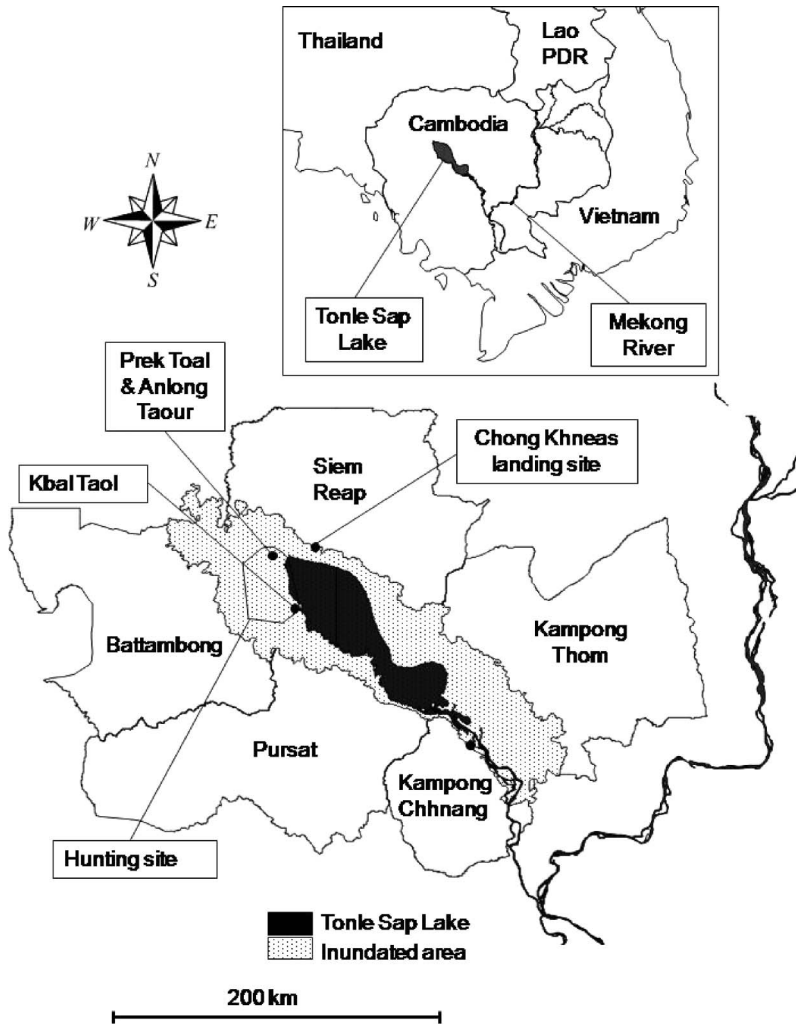 Thailand
Lao
PDR
Cambodia
Vietnam
Tonle Sap
Lake
Mekong
River
N
W
E
S
Prek Toal
& Anlong
Taour
Chong Khneas
landing site
Kbal Taol
Siem
Reap
Battambong
Kampong
Thom
Pursat
Kampong
Chhnang
Hunting site
Tonle Sap Lake
Inundated area
200 km